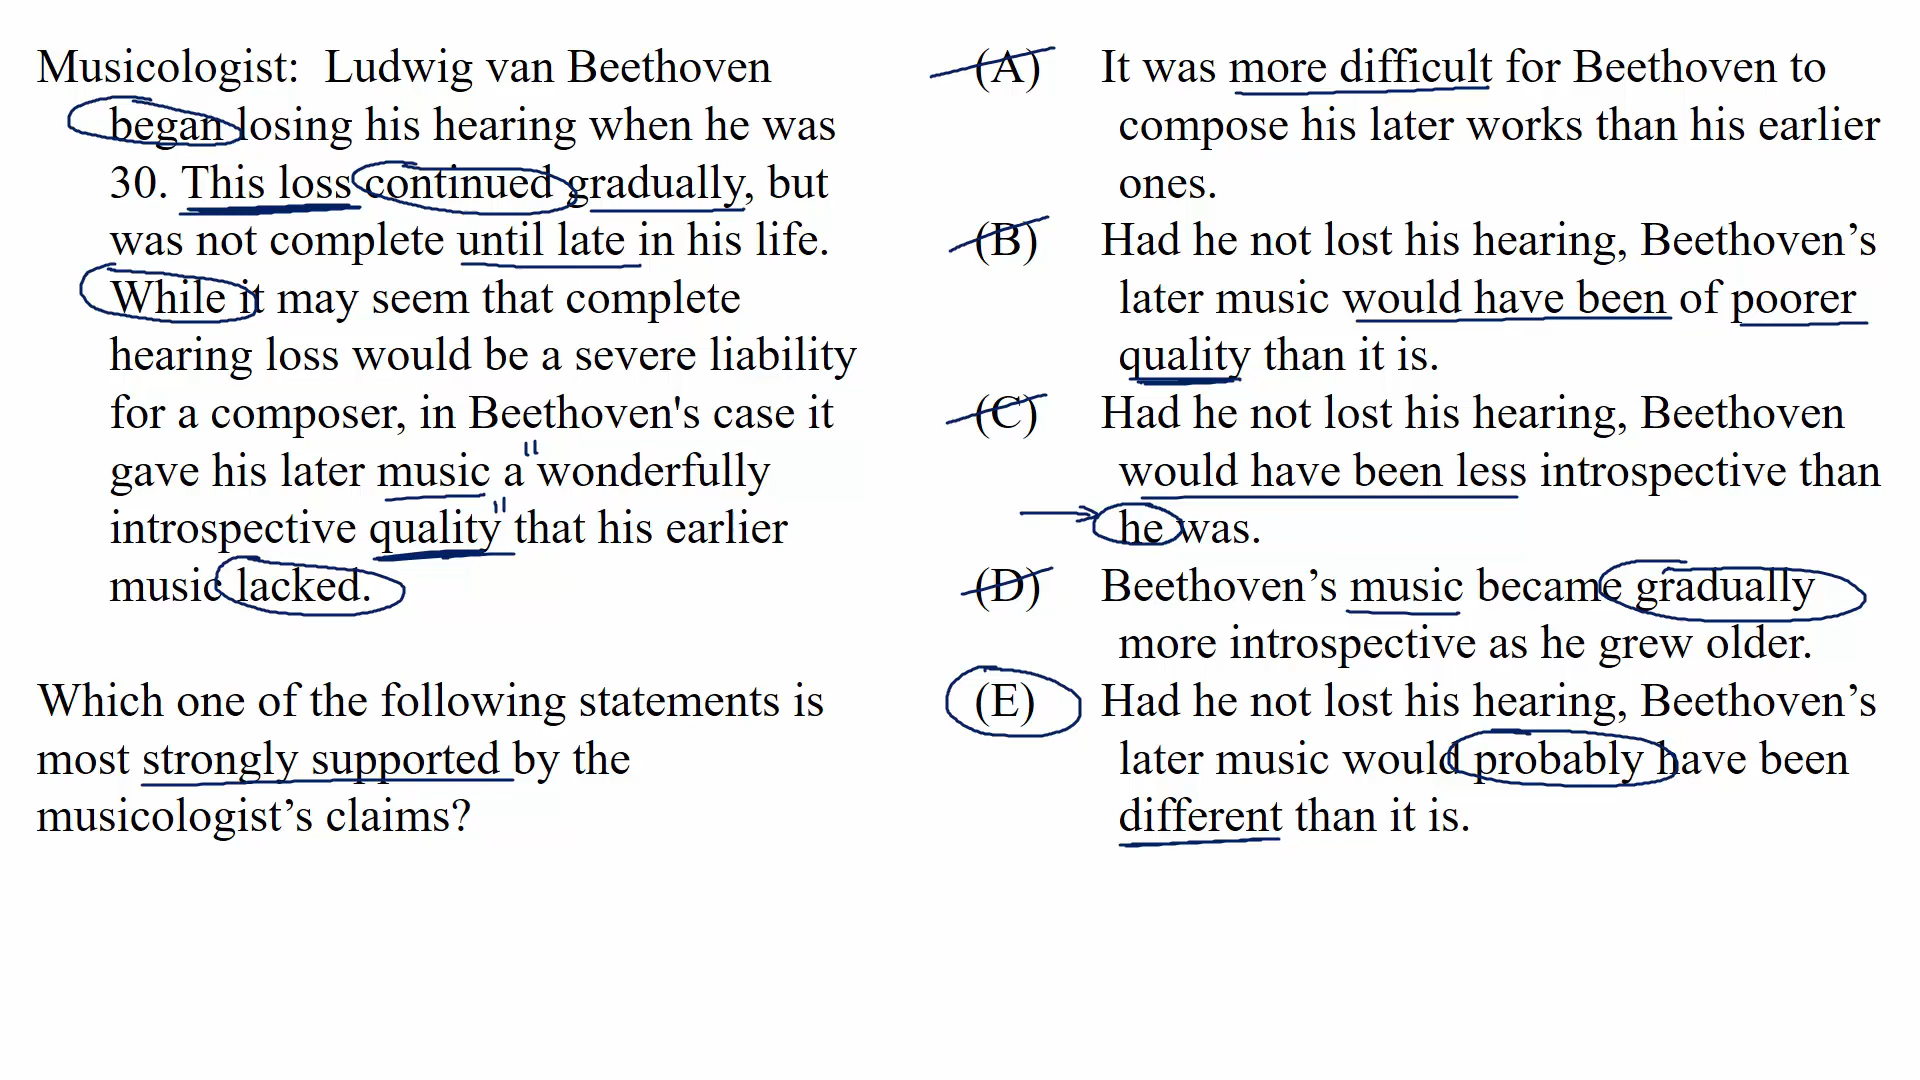 Musicologist: Ludwig van Beethoven
began losing his hearing when he was
30. This loss continued gradually, but
was not complete until late in his life.
While it may seem that complete
hearing loss would be a severe liability
for a composer, in Beethoven's case it
gave his later music a "wonderfully
introspective quality" that his earlier
music lacked.
Which one of the following statements is
most strongly supported by the
musicologist’s claims?
(A) It was more difficult for Beethoven to
compose his later works than his earlier
ones.
(B) Had he not lost his hearing, Beethoven’s
later music would have been of poorer
quality than it is.
(C) Had he not lost his hearing, Beethoven
would have been less introspective than
he was.
(D) Beethoven’s music became gradually
more introspective as he grew older.
(E) Had he not lost his hearing, Beethoven’s
later music would probably have been
different than it is.